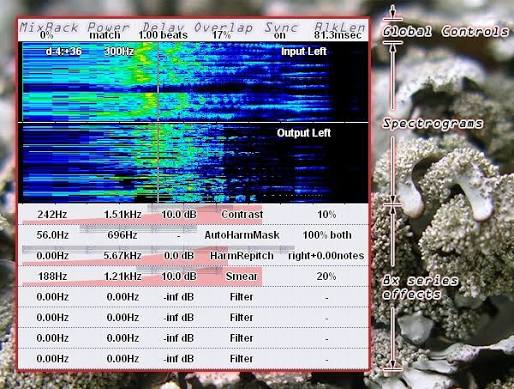 MixRack Power Delay Overlap Sync BlkLen
0% match 1.00 beats 17% on 81.3msec
d-4:+36 300Hz Input Left
Output Left
242Hz 1.51kHz 10.0 dB Contrast 10%
56.0Hz 696Hz - AutoHarmMask 100% both
0.00Hz 5.67kHz 0.0 dB HarmRepitch right+0.00notes
188Hz 1.21kHz 10.0 dB Smear 20%
0.00Hz 0.00Hz -inf dB Filter -
0.00Hz 0.00Hz -inf dB Filter -
0.00Hz 0.00Hz -inf dB Filter -
0.00Hz 0.00Hz -inf dB Filter -
Global Controls
Spectrograms
8x series
effects